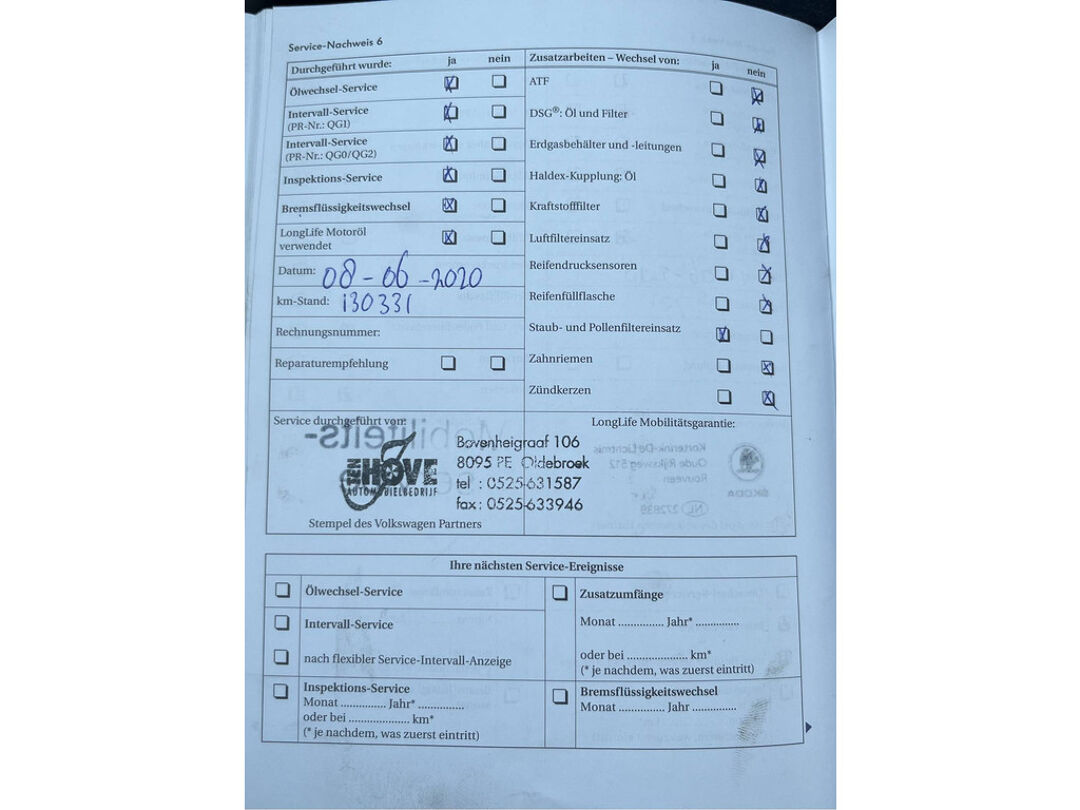 Service-Nachweis 6
Durchgeführt wurde: ja nein
Ölwechsel-Service
Intervall-Service
(PR-Nr.: QG1)
Intervall-Service
(PR-Nr.: QG0/QG2)
Inspektions-Service
Bremsflüssigkeitswechsel
LongLife Motoröl
verwendet
Datum: 08-06-2020
km-Stand: 130331
Rechnungsnummer:
Reparaturempfehlung
Zusatzarbeiten – Wechsel von: ja nein
ATF
DSG®: Öl und Filter
Erdgasbehälter und -leitungen
Haldex-Kupplung: Öl
Kraftstofffilter
Luftfiltereinsatz
Reifendrucksensoren
Reifenfüllflasche
Staub- und Pollenfiltereinsatz
Zahnriemen
Zündkerzen
Service durchgeführt von:
TEN HOVE
AUTOMOBIELBEDRIJF
Bovenheigraaf 106
8095 PE Oldebroek
tel : 0525-631587
fax: 0525-633946
Stempel des Volkswagen Partners
LongLife Mobilitätsgarantie:
Ihre nächsten Service-Ereignisse
Ölwechsel-Service
Intervall-Service
nach flexibler Service-Intervall-Anzeige
Inspektions-Service
Monat ............... Jahr* ...............
oder bei .................... km*
(* je nachdem, was zuerst eintritt)
Zusatzumfänge
Monat ............... Jahr* ...............
oder bei .................... km*
(* je nachdem, was zuerst eintritt)
Bremsflüssigkeitswechsel
Monat ............... Jahr ...............